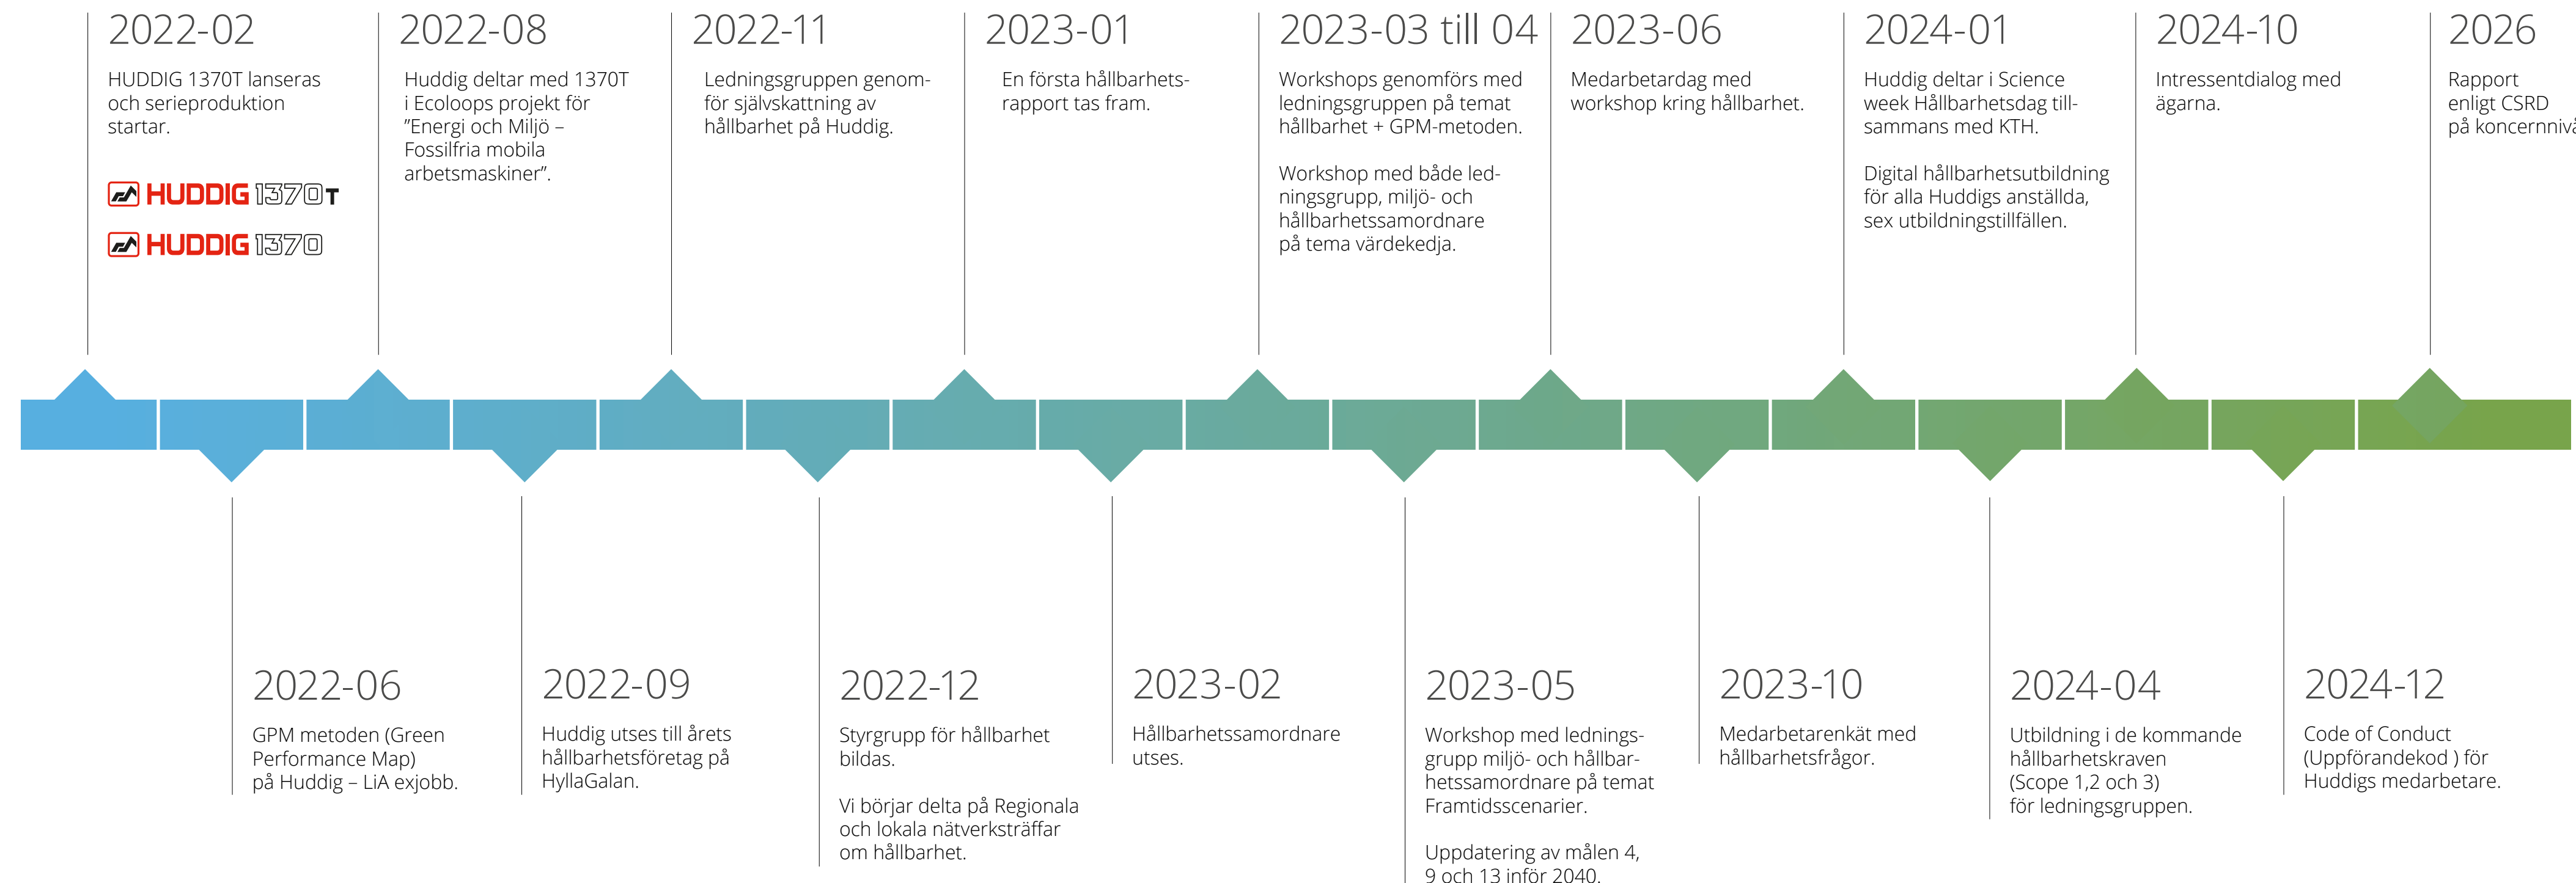 2022-02
HUDDIG 1370T lanseras
och serieproduktion
startar.
HUDDIG 1370T
HUDDIG 1370
2022-08
Huddig deltar med 1370T
i Ecoloops projekt för
”Energi och Miljö –
Fossilfria mobila
arbetsmaskiner”.
2022-11
Ledningsgruppen genom-
för självskattning av
hållbarhet på Huddig.
2023-01
En första hållbarhets-
rapport tas fram.
2023-03 till 04
Workshops genomförs med
ledningsgruppen på temat
hållbarhet + GPM-metoden.
Workshop med både led-
ningsgrupp, miljö- och
hållbarhetssamordnare
på tema värdekedja.
2023-06
Medarbetardag med
workshop kring hållbarhet.
2024-01
Huddig deltar i Science
week Hållbarhetsdag till-
sammans med KTH.
Digital hållbarhetsutbildning
för alla Huddigs anställda,
sex utbildningstillfällen.
2024-10
Intressentdialog med
ägarna.
2026
Rapport
enligt CSRD
på koncernnivå
2022-06
GPM metoden (Green
Performance Map)
på Huddig – LiA exjobb.
2022-09
Huddig utses till årets
hållbarhetsföretag på
HyllaGalan.
2022-12
Styrgrupp för hållbarhet
bildas.
Vi börjar delta på Regionala
och lokala nätverksträffar
om hållbarhet.
2023-02
Hållbarhetssamordnare
utses.
2023-05
Workshop med lednings-
grupp miljö- och hållbar-
hetssamordnare på temat
Framtidsscenarier.
Uppdatering av målen 4,
9 och 13 inför 2040.
2023-10
Medarbetarenkät med
hållbarhetsfrågor.
2024-04
Utbildning i de kommande
hållbarhetskraven
(Scope 1,2 och 3)
för ledningsgruppen.
2024-12
Code of Conduct
(Uppförandekod ) för
Huddigs medarbetare.